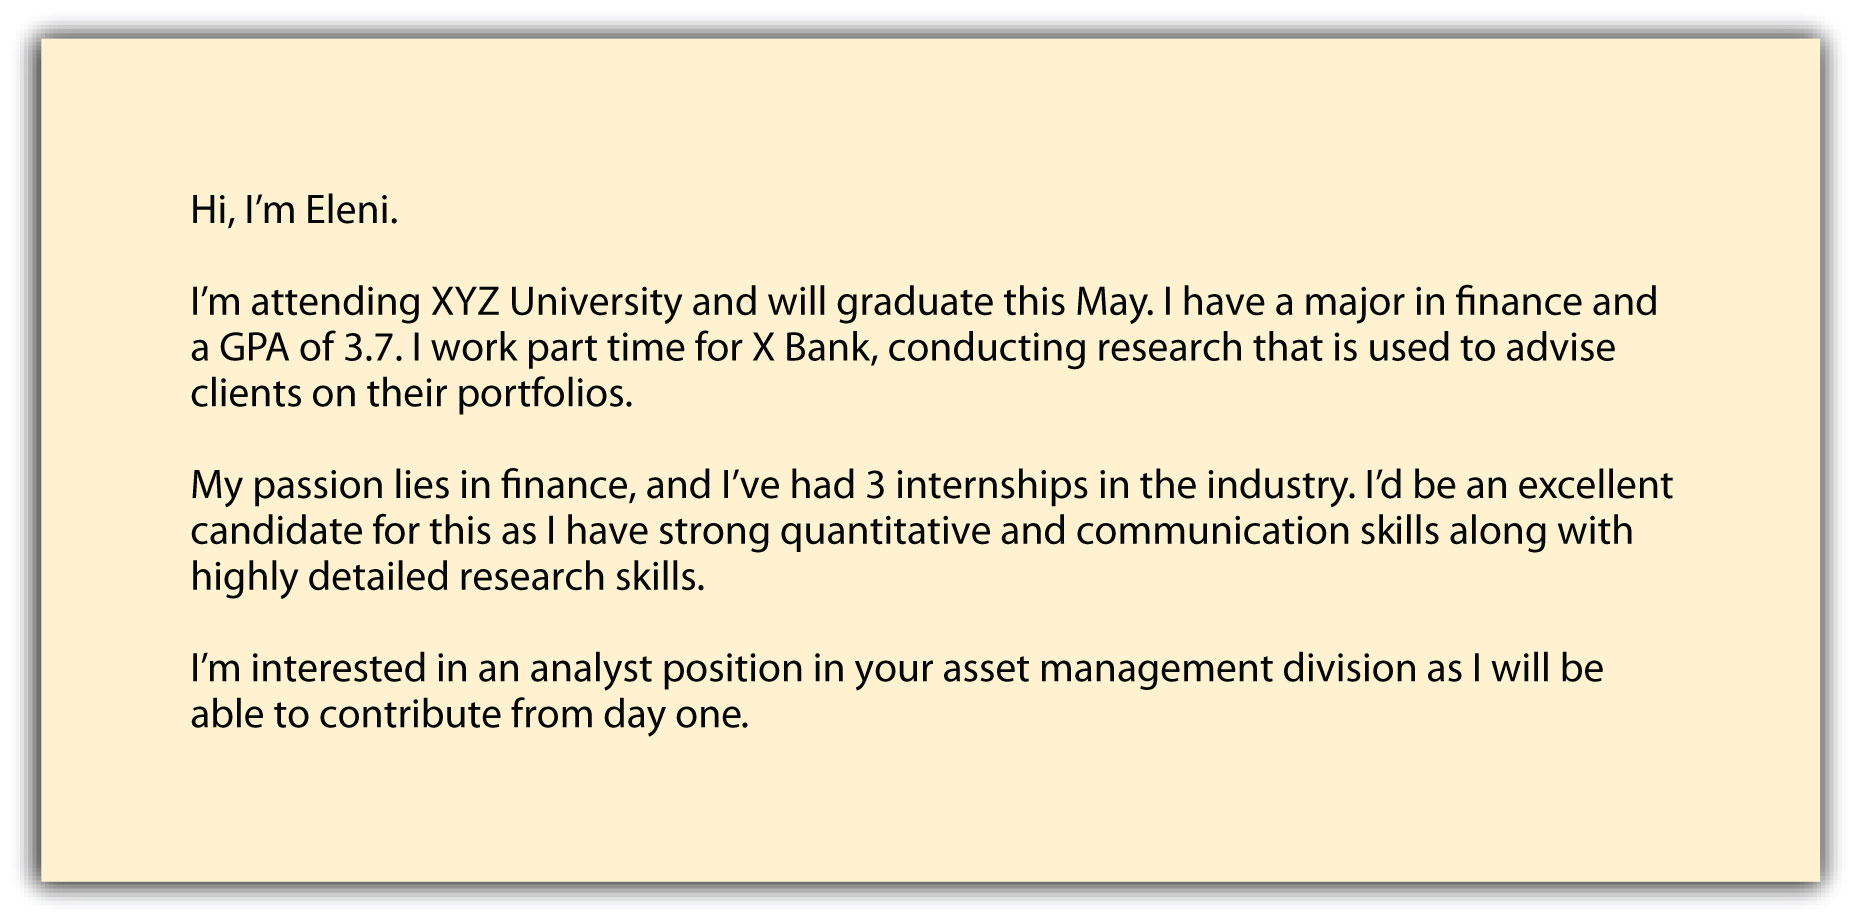 Hi, I’m Eleni.
I’m attending XYZ University and will graduate this May. I have a major in finance and
a GPA of 3.7. I work part time for X Bank, conducting research that is used to advise
clients on their portfolios.
My passion lies in finance, and I’ve had 3 internships in the industry. I’d be an excellent
candidate for this as I have strong quantitative and communication skills along with
highly detailed research skills.
I’m interested in an analyst position in your asset management division as I will be
able to contribute from day one.